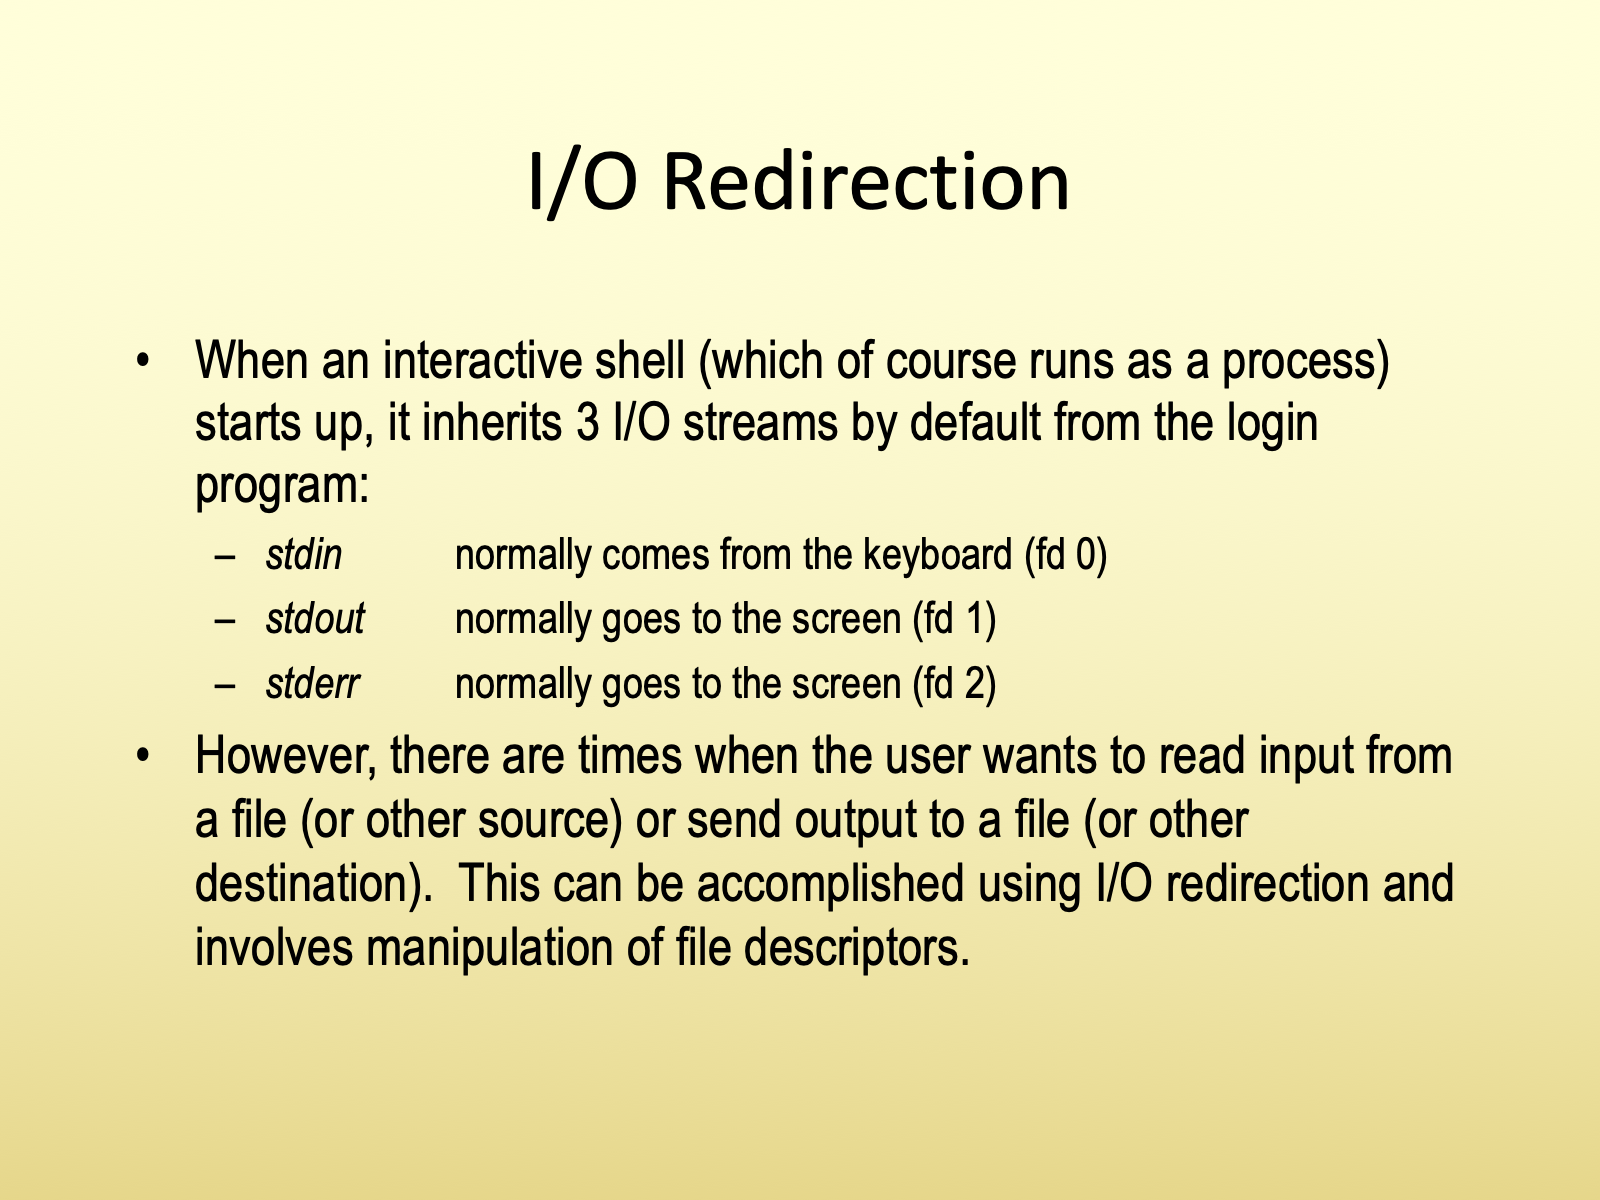 I/O Redirection
• When an interactive shell (which of course runs as a process)
starts up, it inherits 3 I/O streams by default from the login
program:
– stdin normally comes from the keyboard (fd 0)
– stdout normally goes to the screen (fd 1)
– stderr normally goes to the screen (fd 2)
• However, there are times when the user wants to read input from
a file (or other source) or send output to a file (or other
destination).  This can be accomplished using I/O redirection and
involves manipulation of file descriptors.